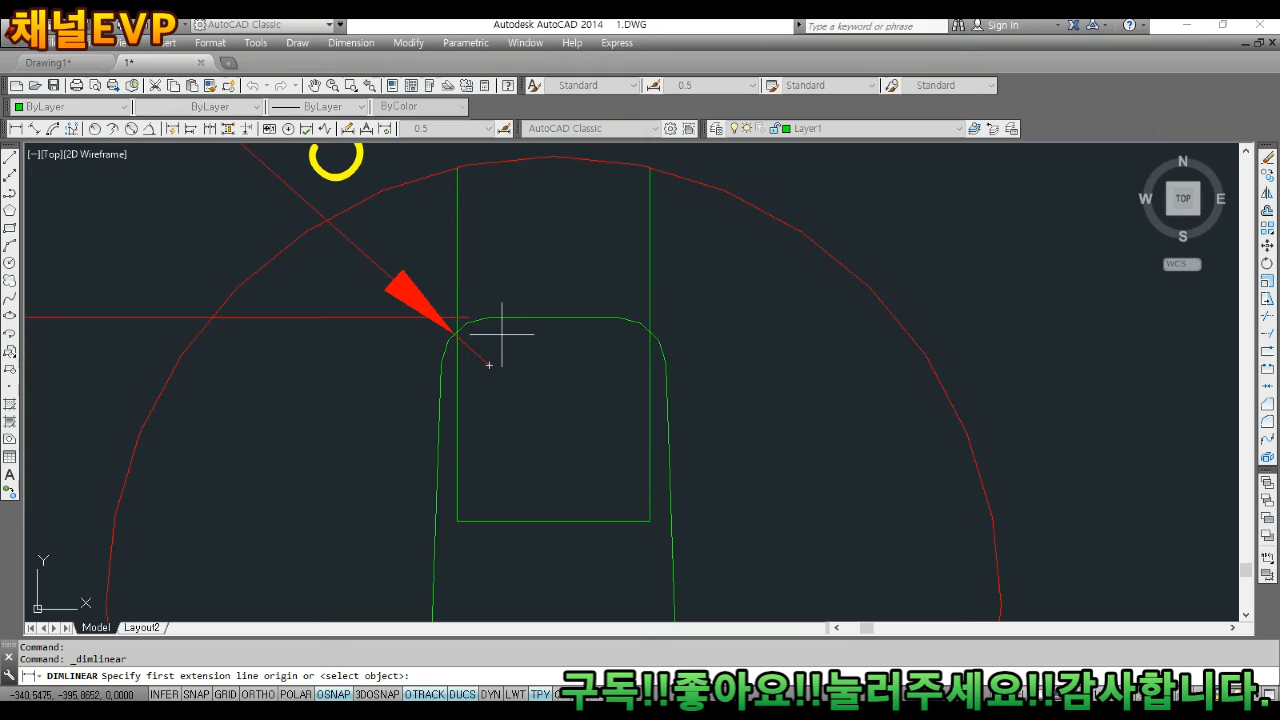 채널EVP
AutoCAD Classic
Autodesk AutoCAD 2014 1.DWG
Type a keyword or phrase
Sign In
Format Tools Draw Dimension Modify Parametric Window Help Express
Drawing1* 1*
Standard 0.5 Standard Standard
ByLayer ByLayer ByLayer ByColor
0.5 AutoCAD Classic Layer1
[−][Top][2D Wireframe]
N
W TOP E
S
WCS
Y
X
Model Layout2
Command:
Command: _dimlinear
DIMLINEAR Specify first extension line origin or <select object>:
-340.5475, -395.8652, 0.0000 INFER SNAP GRID ORTHO POLAR OSNAP 3DOSNAP OTRACK DUCS DYN LWT TPY
구독!!좋아요!!눌러주세요!!감사합니다.